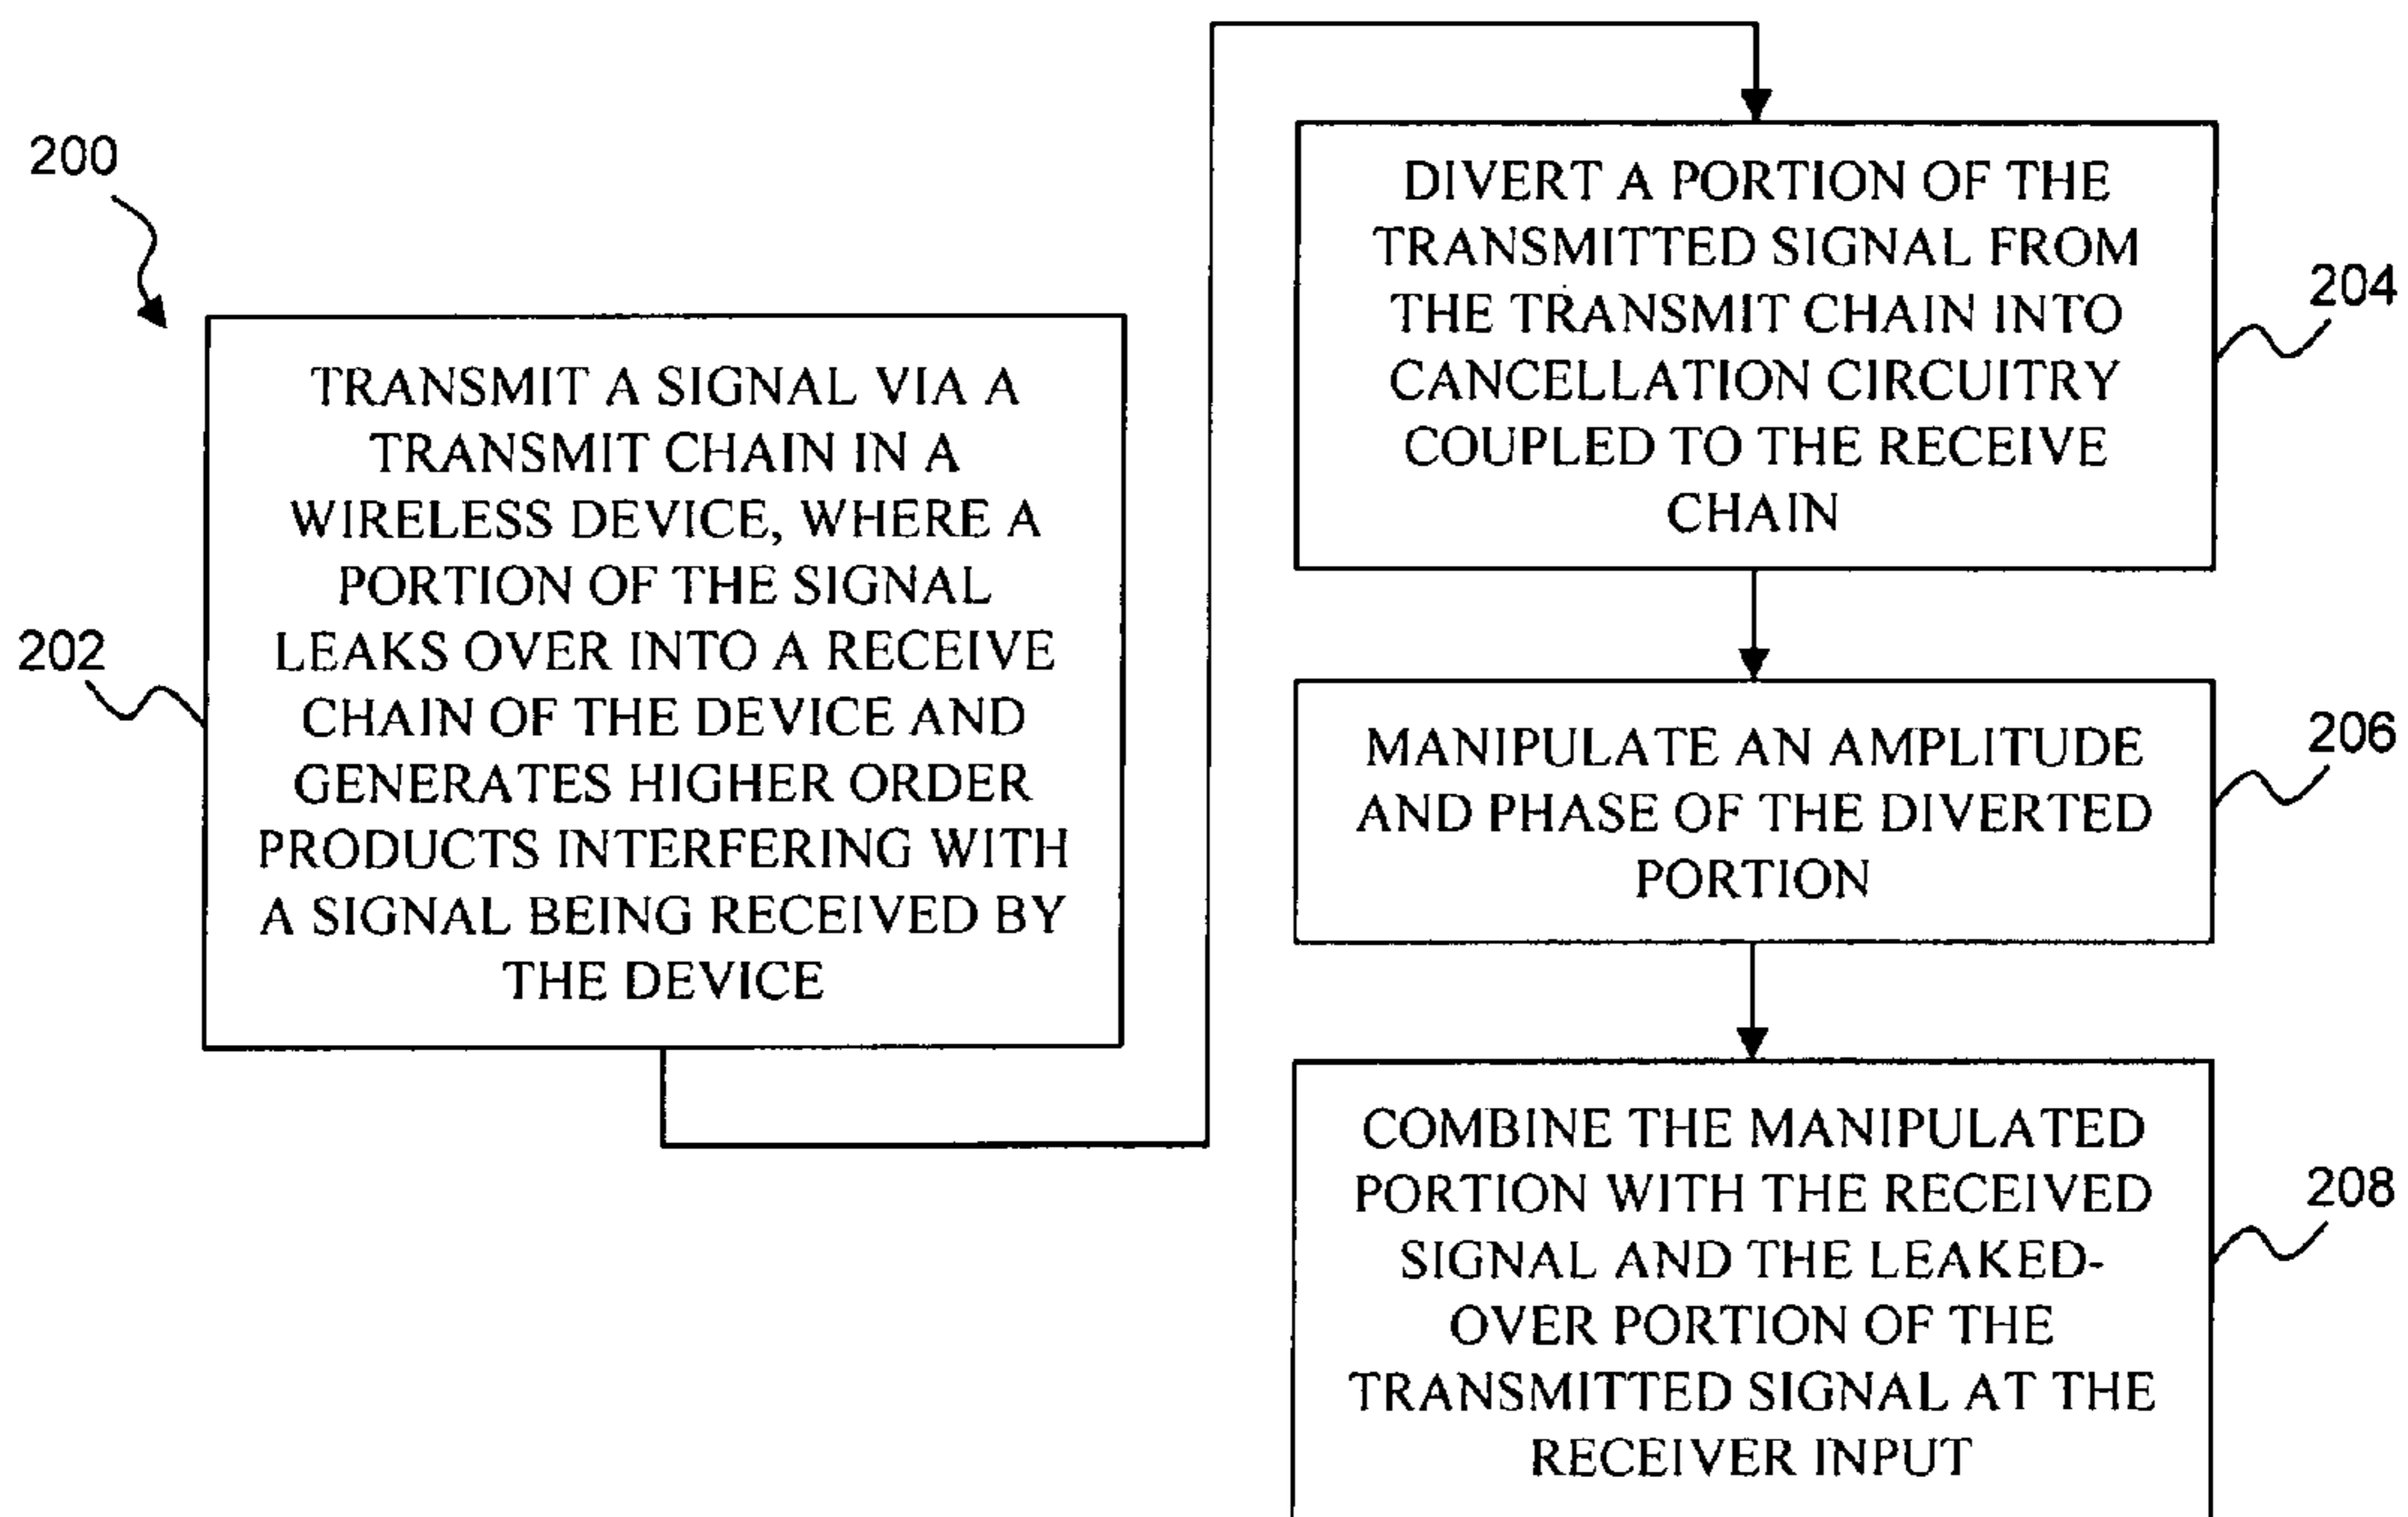 200
202
TRANSMIT A SIGNAL VIA A
TRANSMIT CHAIN IN A
WIRELESS DEVICE, WHERE A
PORTION OF THE SIGNAL
LEAKS OVER INTO A RECEIVE
CHAIN OF THE DEVICE AND
GENERATES HIGHER ORDER
PRODUCTS INTERFERING WITH
A SIGNAL BEING RECEIVED BY
THE DEVICE
DIVERT A PORTION OF THE
TRANSMITTED SIGNAL FROM
THE TRANSMIT CHAIN INTO
CANCELLATION CIRCUITRY
COUPLED TO THE RECEIVE
CHAIN
204
MANIPULATE AN AMPLITUDE
AND PHASE OF THE DIVERTED
PORTION
206
COMBINE THE MANIPULATED
PORTION WITH THE RECEIVED
SIGNAL AND THE LEAKED-
OVER PORTION OF THE
TRANSMITTED SIGNAL AT THE
RECEIVER INPUT
208